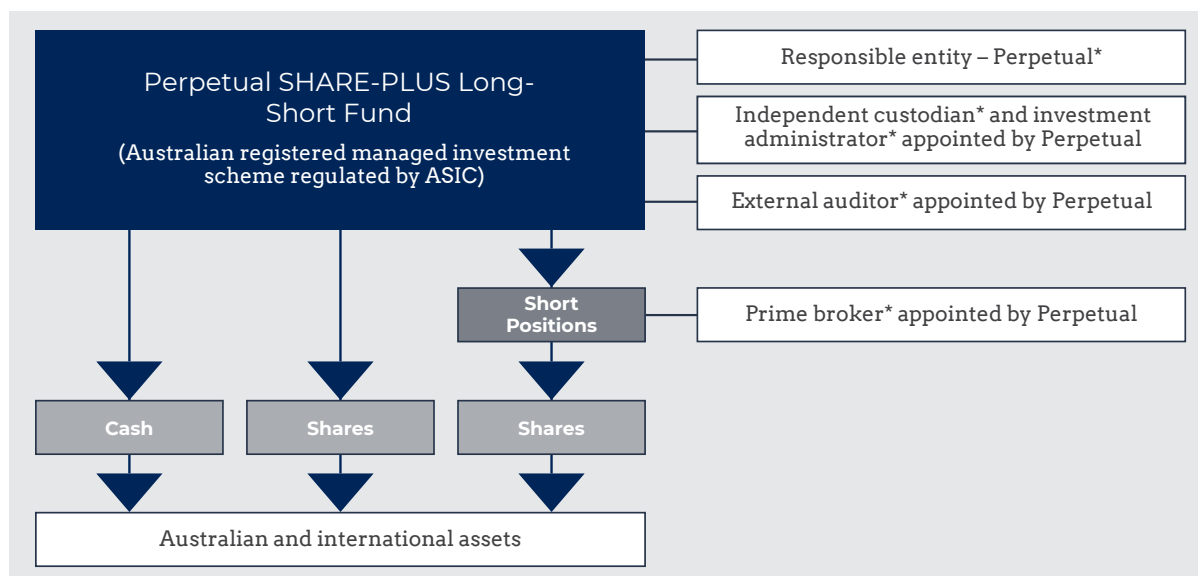 Perpetual SHARE-PLUS Long-
Short Fund
(Australian registered managed investment
scheme regulated by ASIC)
Responsible entity – Perpetual*
Independent custodian* and investment
administrator* appointed by Perpetual
External auditor* appointed by Perpetual
Short
Positions
Prime broker* appointed by Perpetual
Cash
Shares
Shares
Australian and international assets